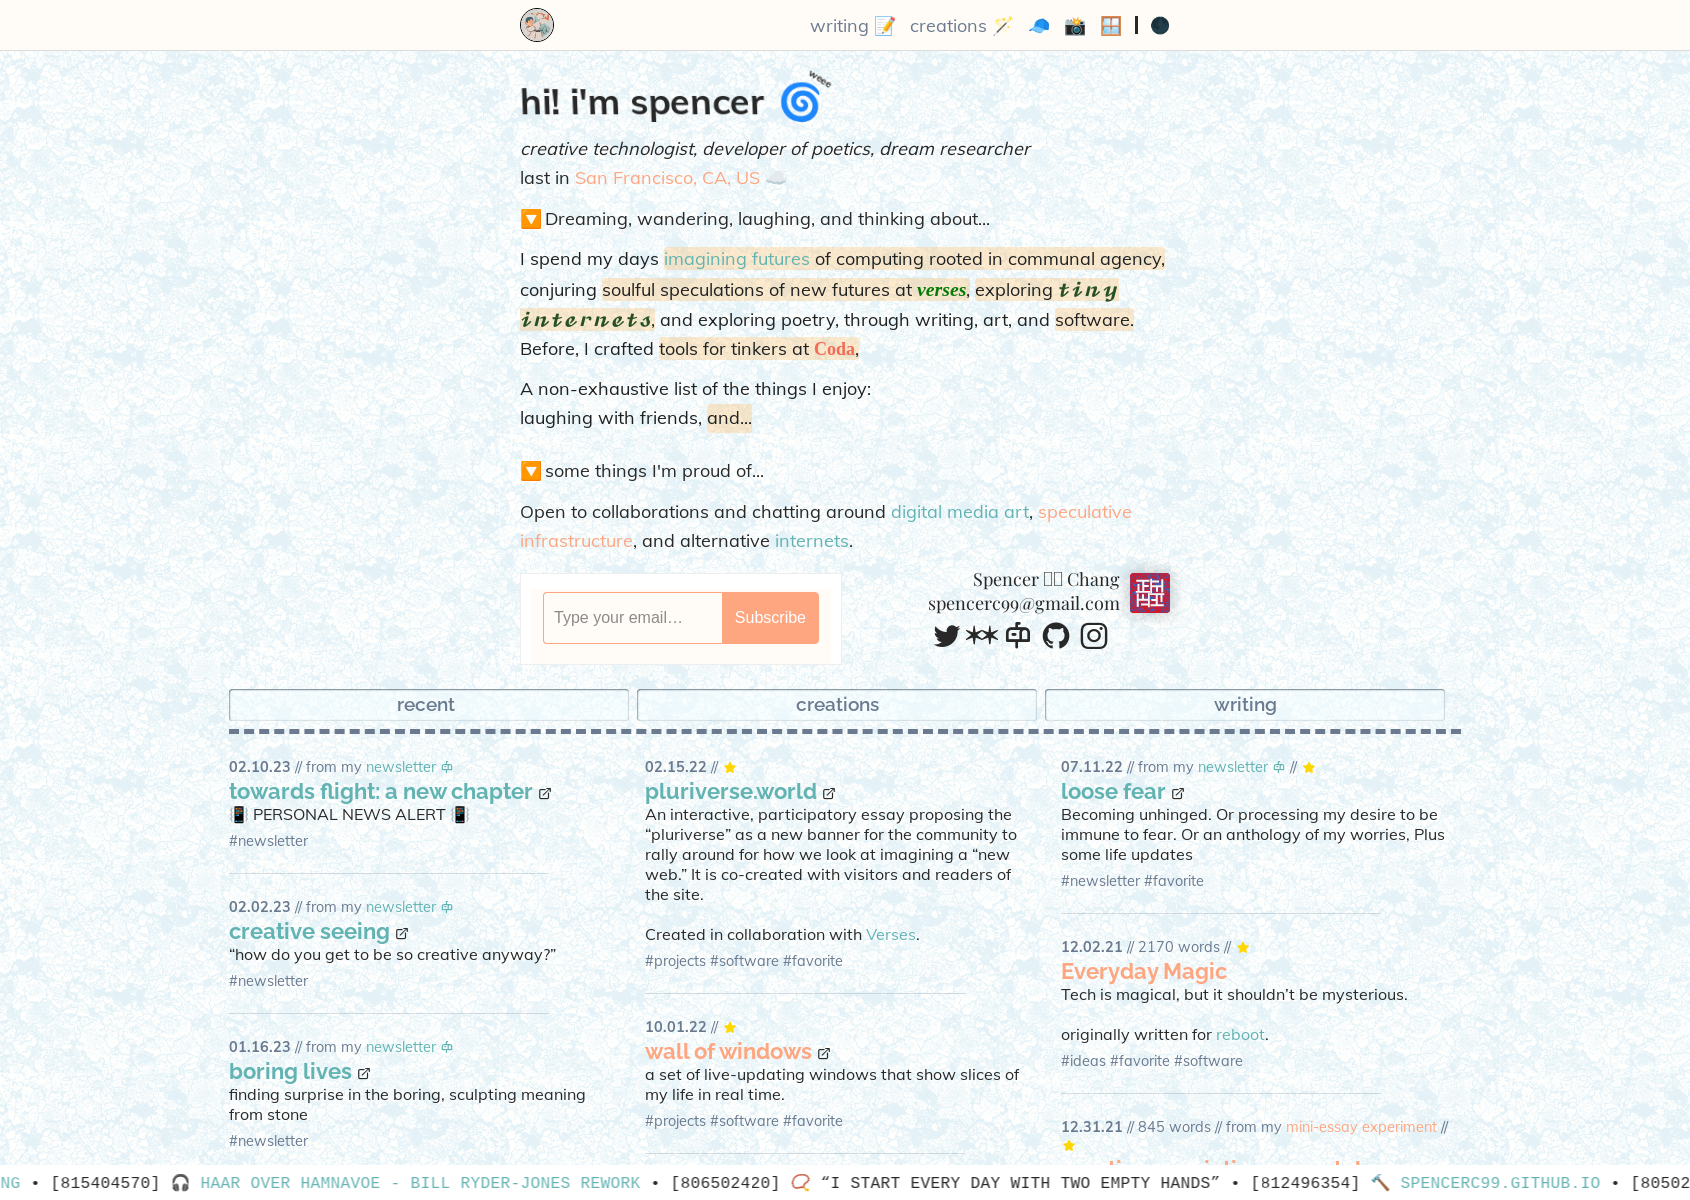 writing 📝 creations 🪄 🧢 📸 🪟 | 🌑
hi! i'm spencer 🌀 weee
creative technologist, developer of poetics, dream researcher
last in San Francisco, CA, US ☁️
🔽 Dreaming, wandering, laughing, and thinking about...
I spend my days imagining futures of computing rooted in communal agency,
conjuring soulful speculations of new futures at verses, exploring tiny
internets, and exploring poetry, through writing, art, and software.
Before, I crafted tools for tinkers at Coda,
A non-exhaustive list of the things I enjoy:
laughing with friends, and...
🔽 some things I'm proud of...
Open to collaborations and chatting around digital media art, speculative
infrastructure, and alternative internets.
Type your email… Subscribe
Spencer Chang
spencerc99@gmail.com
recent
creations
writing
02.10.23 // from my newsletter
towards flight: a new chapter
📳 PERSONAL NEWS ALERT 📳
#newsletter
02.02.23 // from my newsletter
creative seeing
“how do you get to be so creative anyway?”
#newsletter
01.16.23 // from my newsletter
boring lives
finding surprise in the boring, sculpting meaning
from stone
#newsletter
02.15.22 // ⭐
pluriverse.world
An interactive, participatory essay proposing the
“pluriverse” as a new banner for the community to
rally around for how we look at imagining a “new
web.” It is co-created with visitors and readers of
the site.
Created in collaboration with Verses.
#projects #software #favorite
10.01.22 // ⭐
wall of windows
a set of live-updating windows that show slices of
my life in real time.
#projects #software #favorite
07.11.22 // from my newsletter // ⭐
loose fear
Becoming unhinged. Or processing my desire to be
immune to fear. Or an anthology of my worries, Plus
some life updates
#newsletter #favorite
12.02.21 // 2170 words // ⭐
Everyday Magic
Tech is magical, but it shouldn’t be mysterious.
originally written for reboot.
#ideas #favorite #software
12.31.21 // 845 words // from my mini-essay experiment //
⭐
NG • [815404570] 🎧 HAAR OVER HAMNAVOE - BILL RYDER-JONES REWORK • [806502420] 📿 “I START EVERY DAY WITH TWO EMPTY HANDS” • [812496354] 🔨 SPENCERC99.GITHUB.IO • [80502